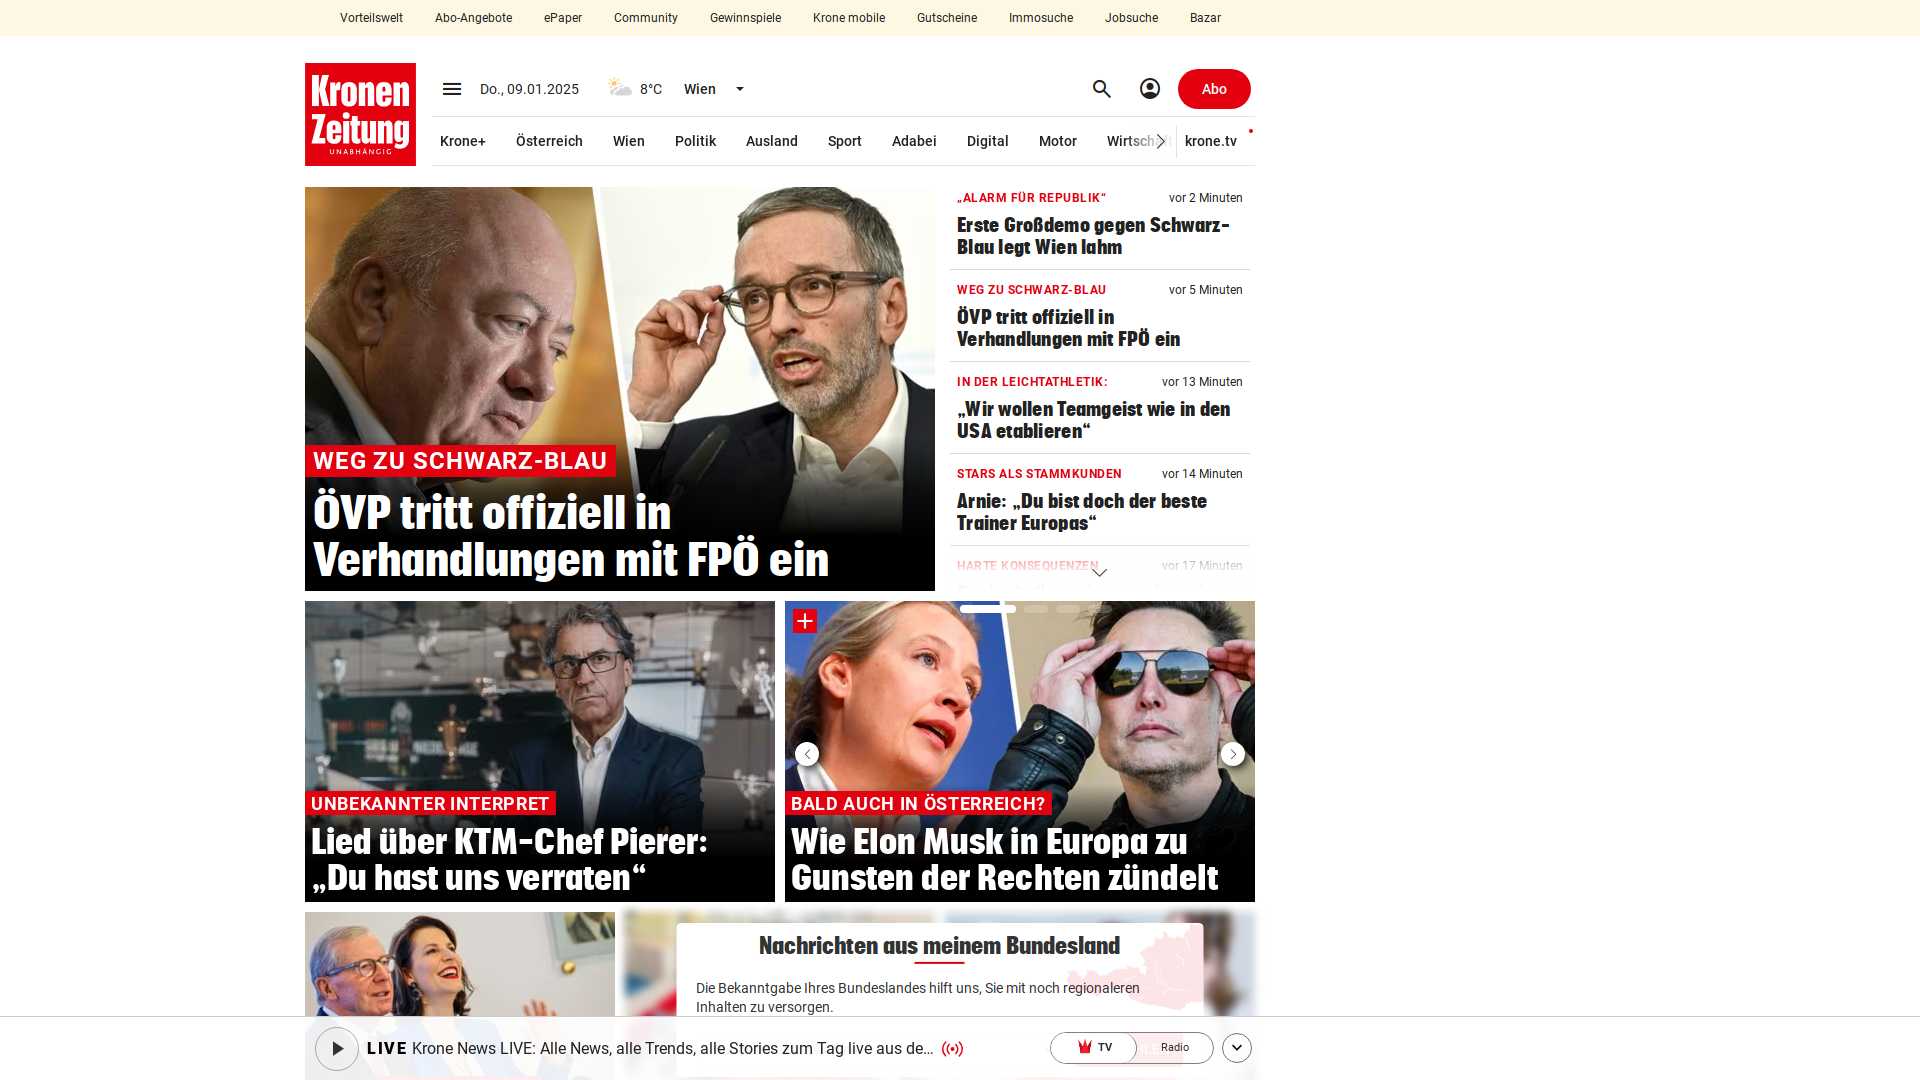 Vorteilswelt Abo-Angebote ePaper Community Gewinnspiele Krone mobile Gutscheine Immosuche Jobsuche Bazar
Kronen
Zeitung
UNABHÄNGIG
Do., 09.01.2025 8°C Wien Abo
Krone+ Österreich Wien Politik Ausland Sport Adabei Digital Motor Wirtschaft krone.tv
WEG ZU SCHWARZ-BLAU
ÖVP tritt offiziell in
Verhandlungen mit FPÖ ein
„ALARM FÜR REPUBLIK“ vor 2 Minuten
Erste Großdemo gegen Schwarz-
Blau legt Wien lahm
WEG ZU SCHWARZ-BLAU vor 5 Minuten
ÖVP tritt offiziell in
Verhandlungen mit FPÖ ein
IN DER LEICHTATHLETIK: vor 13 Minuten
„Wir wollen Teamgeist wie in den
USA etablieren“
STARS ALS STAMMKUNDEN vor 14 Minuten
Arnie: „Du bist doch der beste
Trainer Europas“
HARTE KONSEQUENZEN vor 17 Minuten
UNBEKANNTER INTERPRET
Lied über KTM-Chef Pierer:
„Du hast uns verraten“
BALD AUCH IN ÖSTERREICH?
Wie Elon Musk in Europa zu
Gunsten der Rechten zündelt
Nachrichten aus meinem Bundesland
Die Bekanntgabe Ihres Bundeslandes hilft uns, Sie mit noch regionaleren
Inhalten zu versorgen.
LIVE Krone News LIVE: Alle News, alle Trends, alle Stories zum Tag live aus de... TV Radio